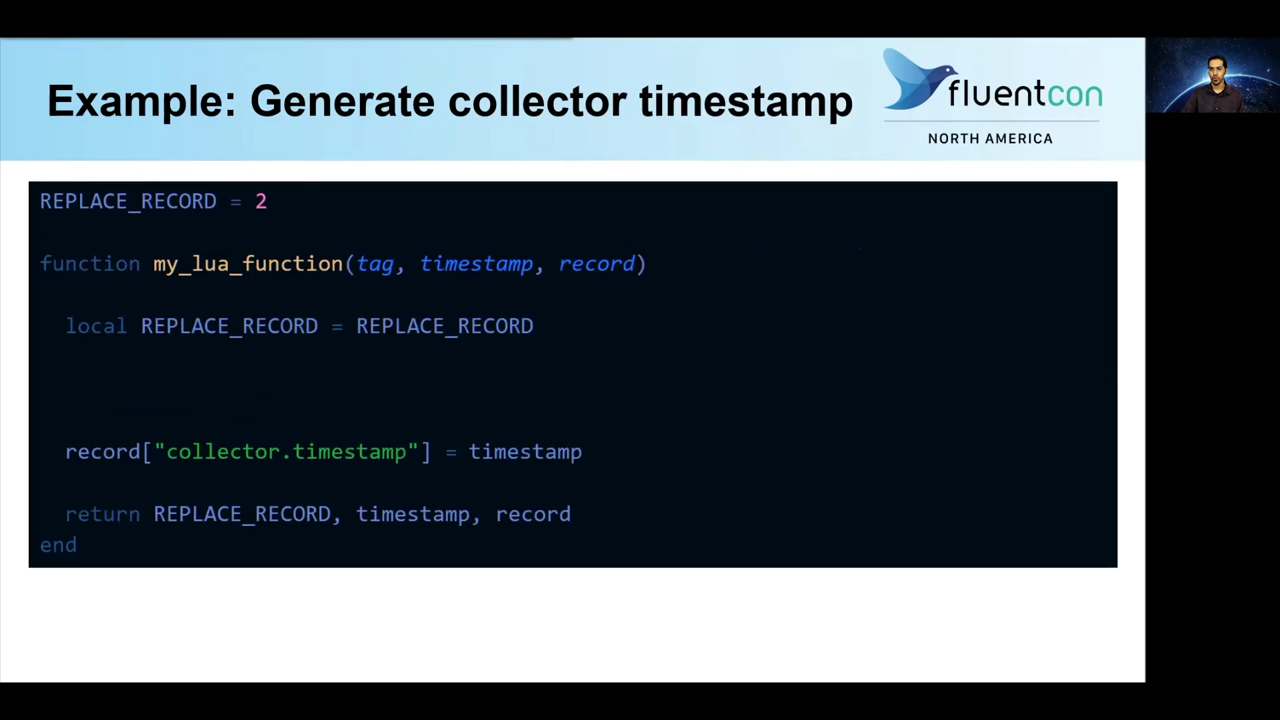 Example: Generate collector timestamp
fluentcon
NORTH AMERICA
REPLACE_RECORD = 2
function my_lua_function(tag, timestamp, record)
local REPLACE_RECORD = REPLACE_RECORD
record["collector.timestamp"] = timestamp
return REPLACE_RECORD, timestamp, record
end